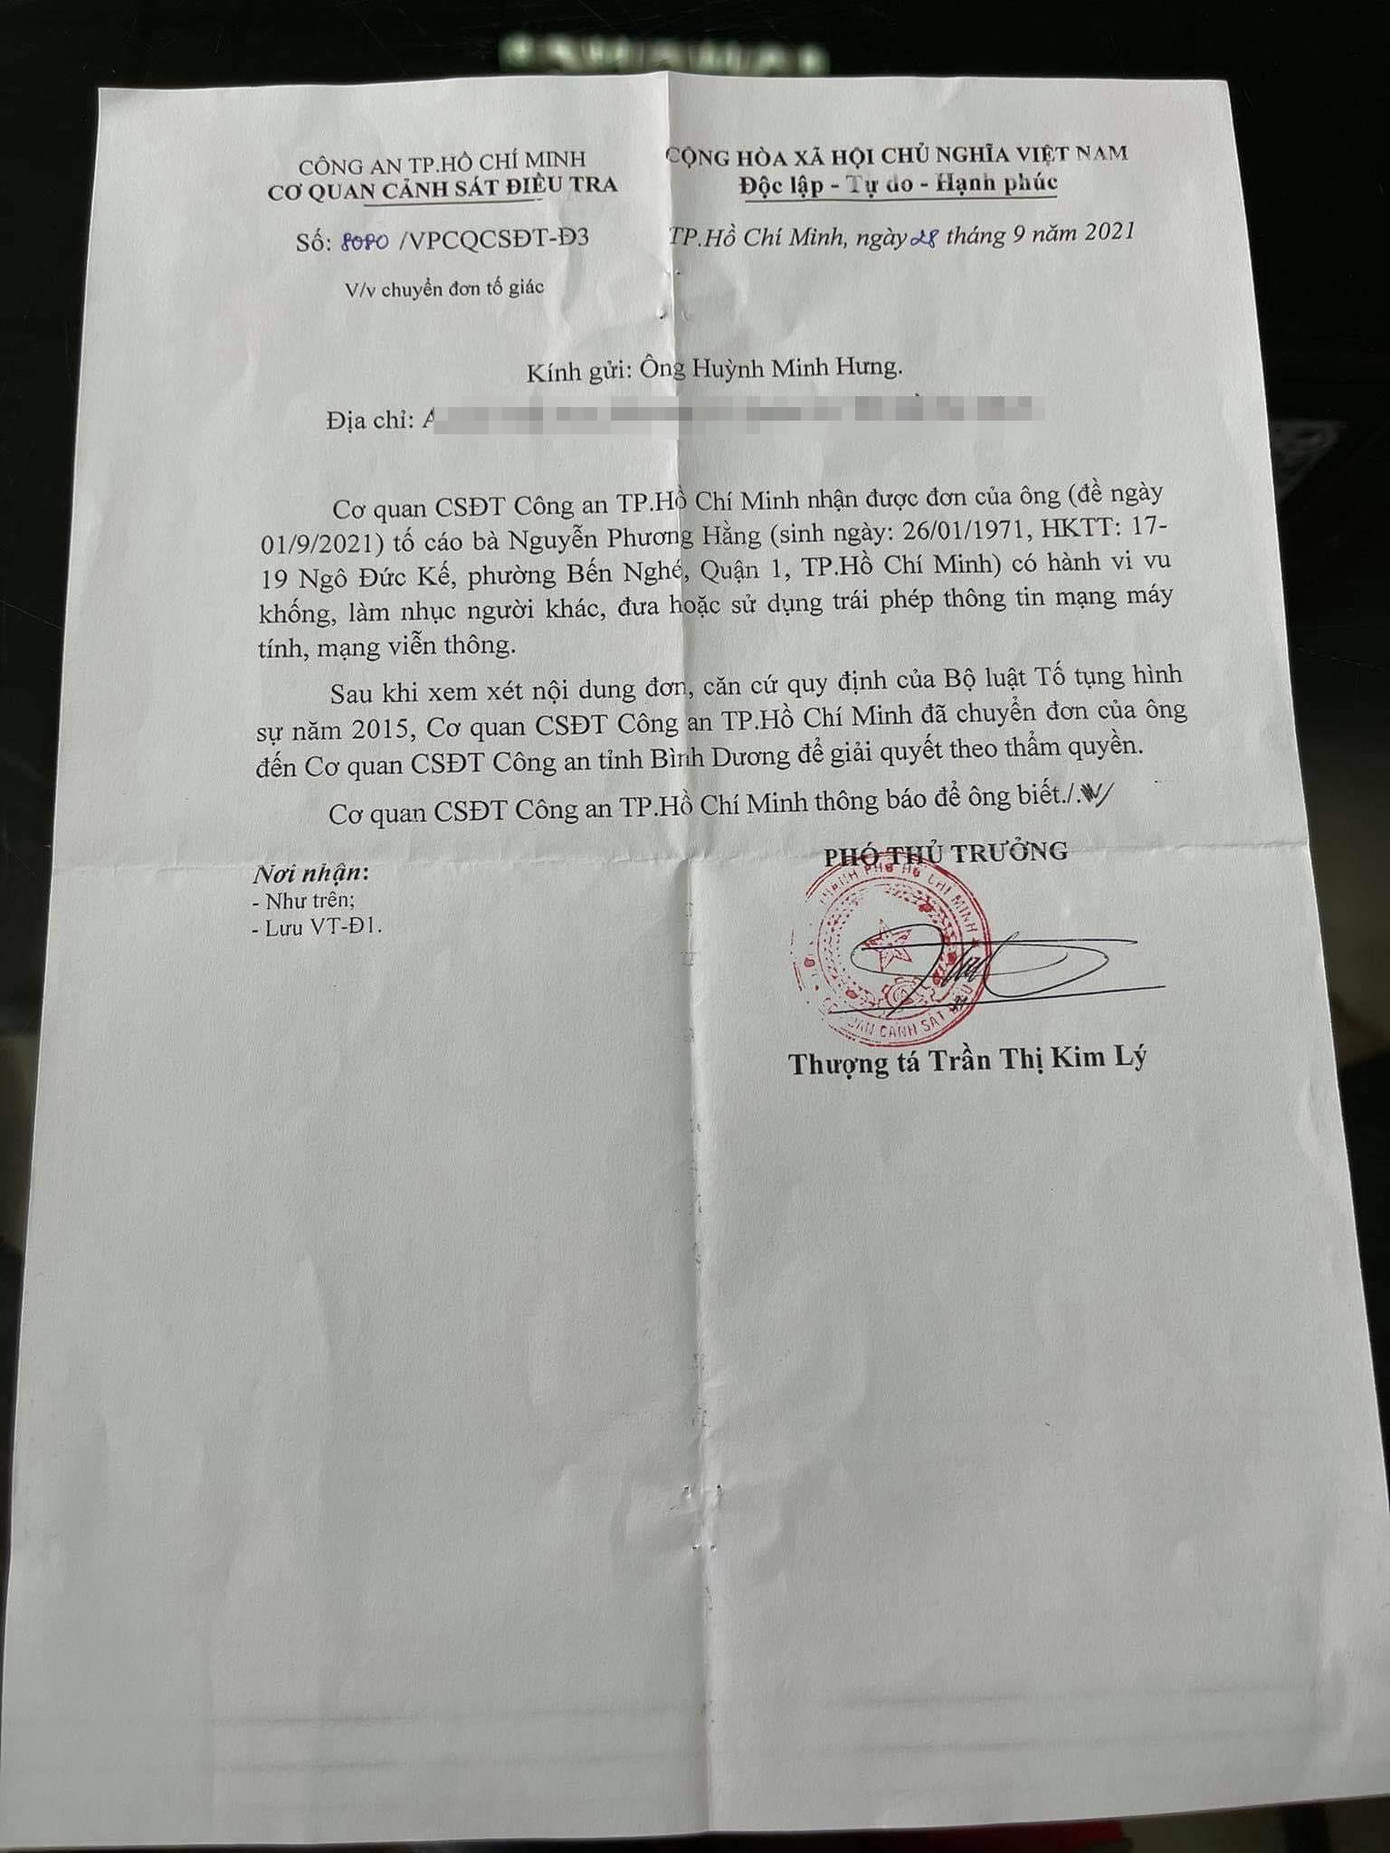 CÔNG AN TP.HỒ CHÍ MINH
CƠ QUAN CẢNH SÁT ĐIỀU TRA
CỘNG HÒA XÃ HỘI CHỦ NGHĨA VIỆT NAM
Độc lập - Tự do - Hạnh phúc
Số: 8080 /VPCQCSĐT-Đ3
TP.Hồ Chí Minh, ngày 28 tháng 9 năm 2021
V/v chuyển đơn tố giác
Kính gửi: Ông Huỳnh Minh Hưng.
Địa chỉ:
Cơ quan CSĐT Công an TP.Hồ Chí Minh nhận được đơn của ông (đề ngày
01/9/2021) tố cáo bà Nguyễn Phương Hằng (sinh ngày: 26/01/1971, HKTT: 17-
19 Ngô Đức Kế, phường Bến Nghé, Quận 1, TP.Hồ Chí Minh) có hành vi vu
khống, làm nhục người khác, đưa hoặc sử dụng trái phép thông tin mạng máy
tính, mạng viễn thông.
Sau khi xem xét nội dung đơn, căn cứ quy định của Bộ luật Tố tụng hình
sự năm 2015, Cơ quan CSĐT Công an TP.Hồ Chí Minh đã chuyển đơn của ông
đến Cơ quan CSĐT Công an tỉnh Bình Dương để giải quyết theo thẩm quyền.
Cơ quan CSĐT Công an TP.Hồ Chí Minh thông báo để ông biết./.
Nơi nhận:
- Như trên;
- Lưu VT-Đ1.
PHÓ THỦ TRƯỞNG
THÀNH PHỐ HỒ CHÍ MINH
CẢNH SÁT
Thượng tá Trần Thị Kim Lý